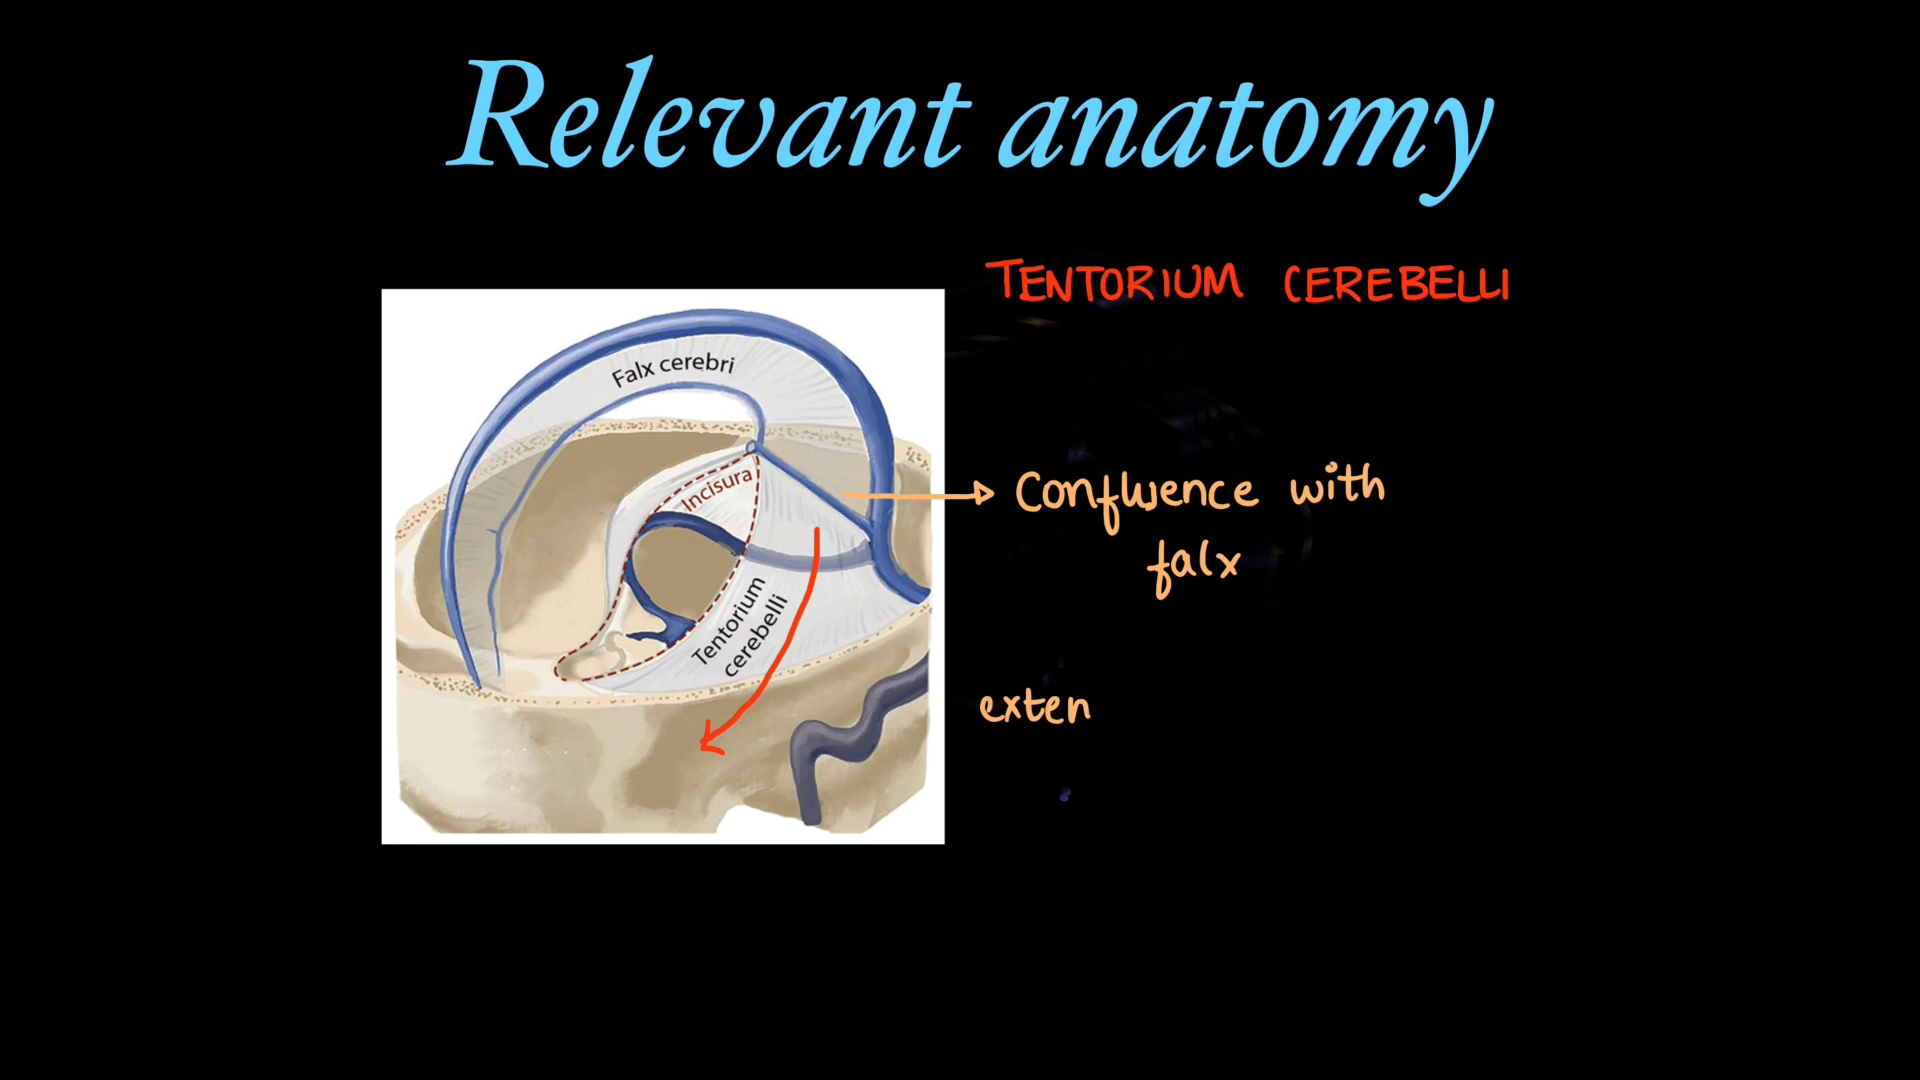 Relevant anatomy
TENTORIUM CEREBELLI
Falx cerebri
Incisura
Confluence with
falx
Tentorium
cerebelli
exten